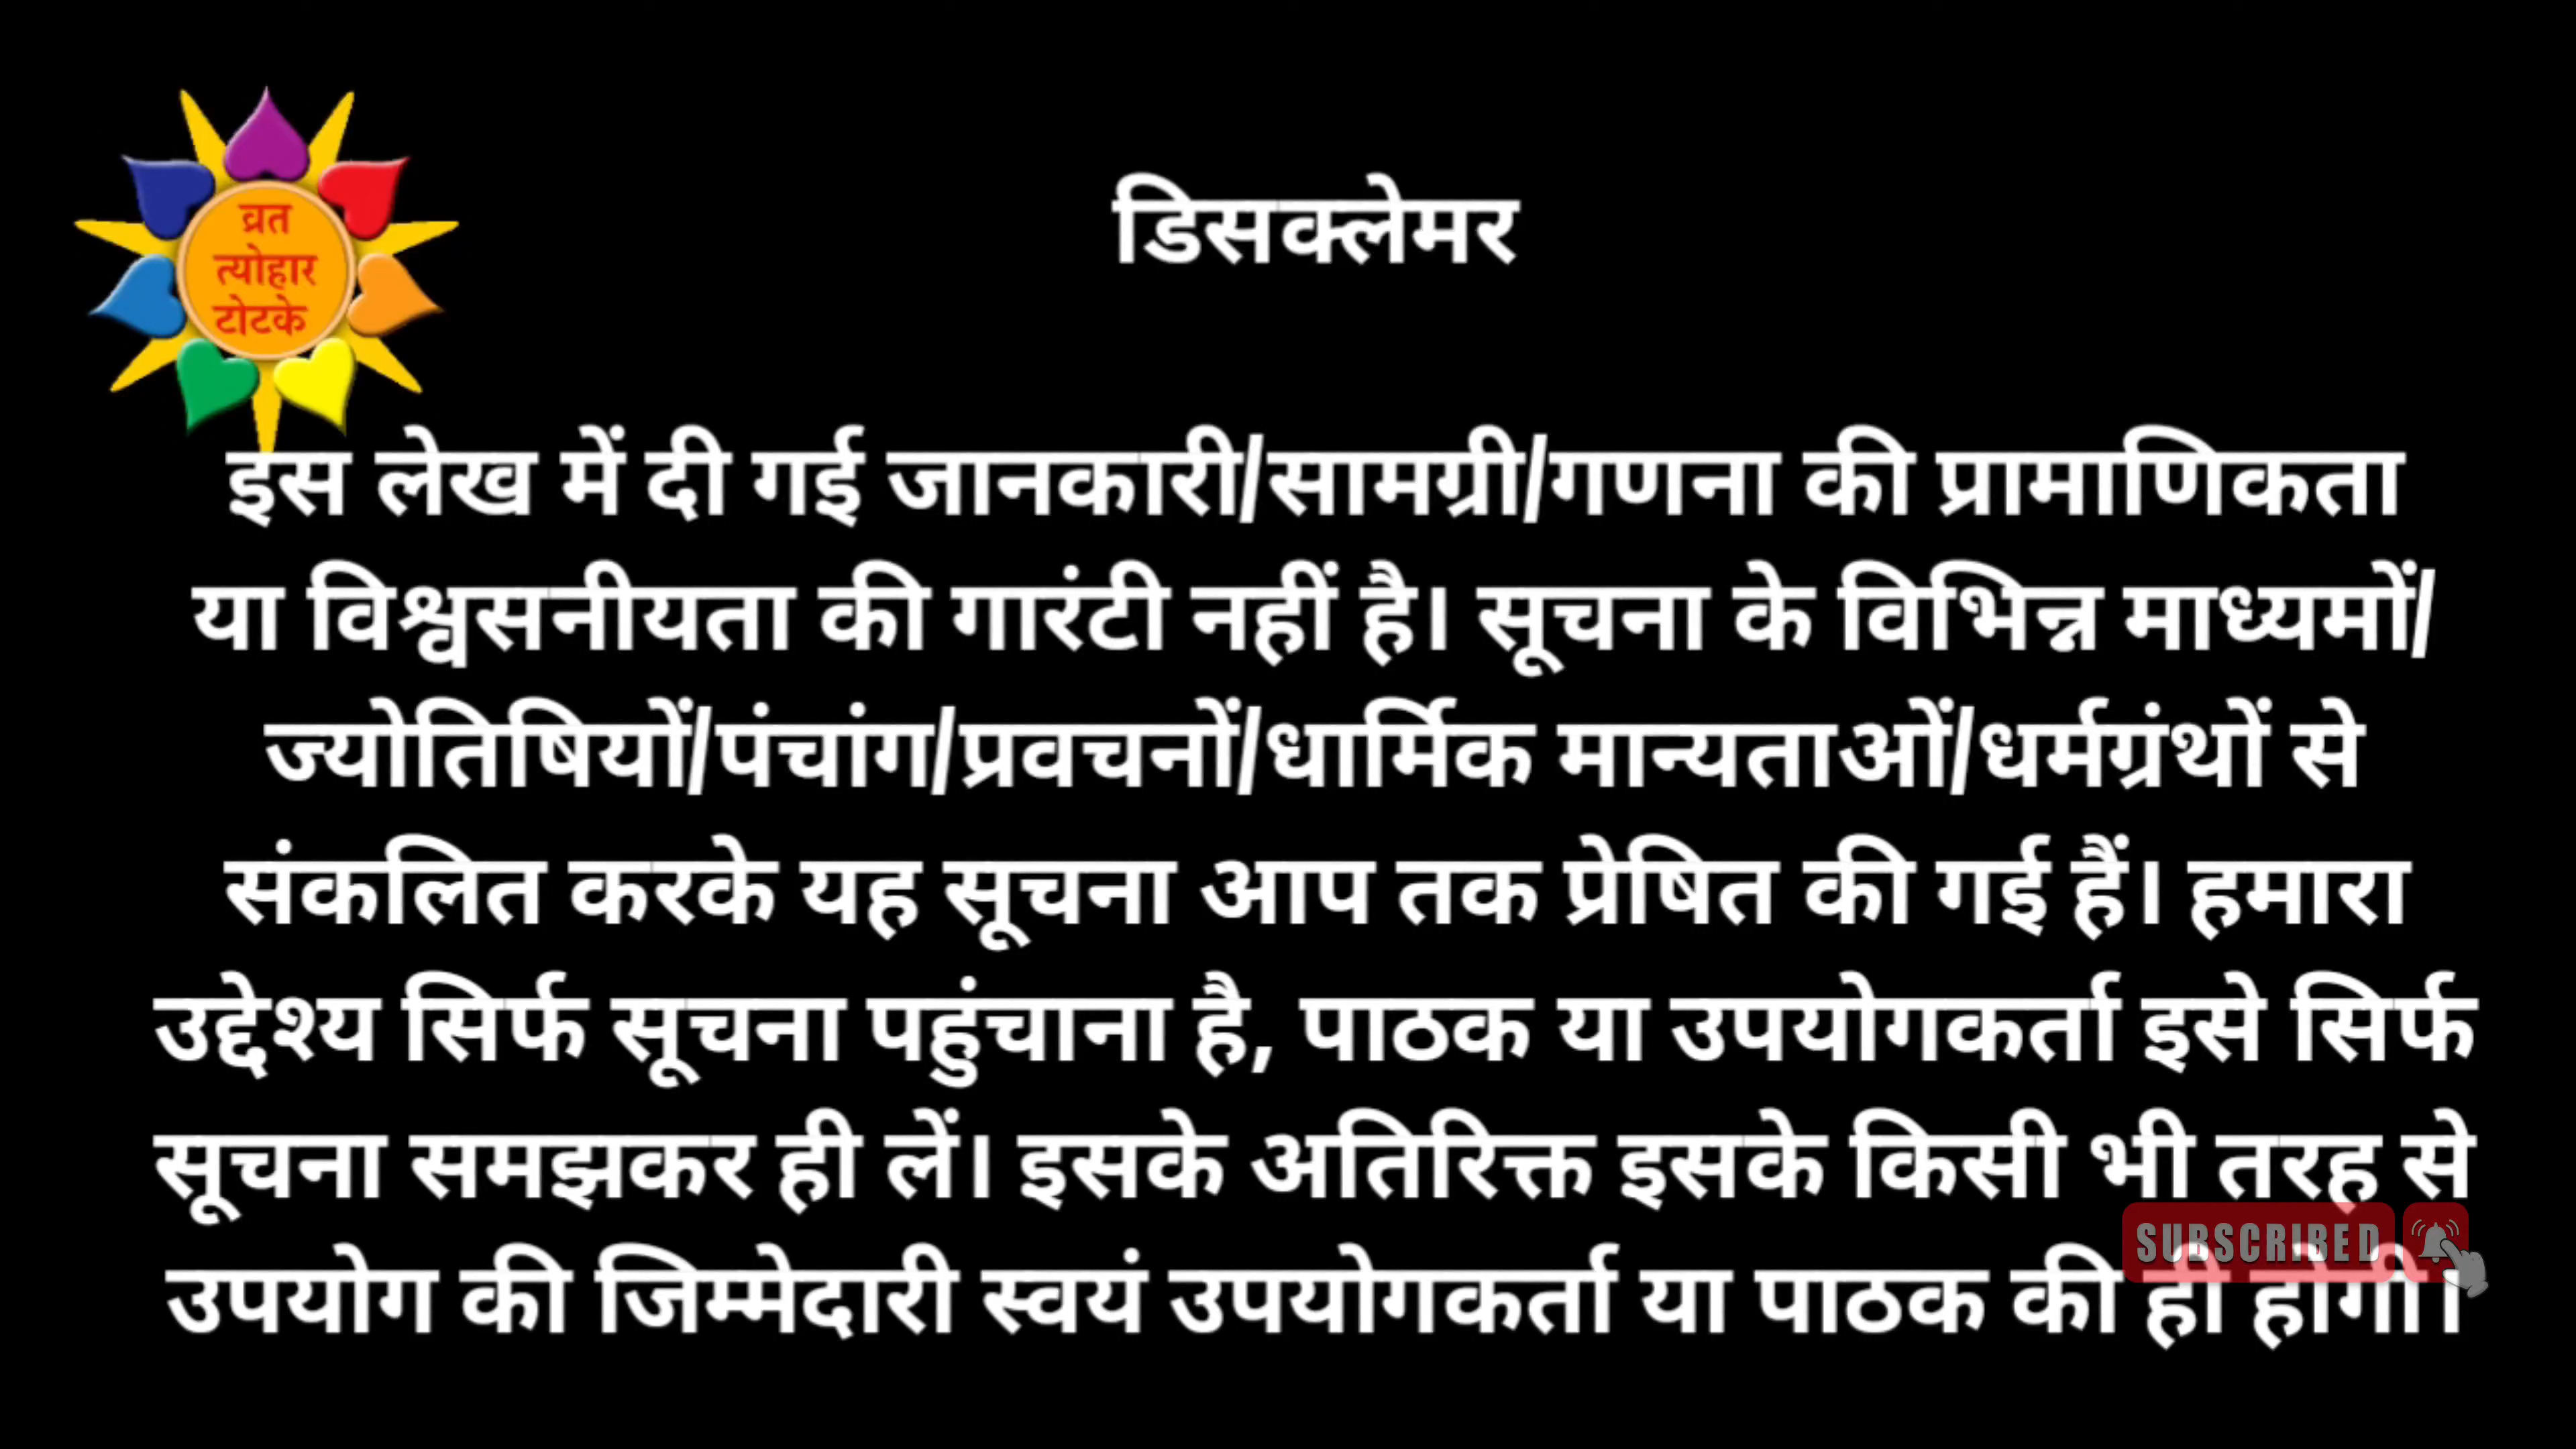 व्रत
त्योहार
टोटके
डिसक्लेमर
इस लेख में दी गई जानकारी/सामग्री/गणना की प्रामाणिकता
या विश्वसनीयता की गारंटी नहीं है। सूचना के विभिन्न माध्यमों/
ज्योतिषियों/पंचांग/प्रवचनों/धार्मिक मान्यताओं/धर्मग्रंथों से
संकलित करके यह सूचना आप तक प्रेषित की गई हैं। हमारा
उद्देश्य सिर्फ सूचना पहुंचाना है, पाठक या उपयोगकर्ता इसे सिर्फ
सूचना समझकर ही लें। इसके अतिरिक्त इसके किसी भी तरह से
उपयोग की जिम्मेदारी स्वयं उपयोगकर्ता या पाठक की ही होगी।
SUBSCRIBED